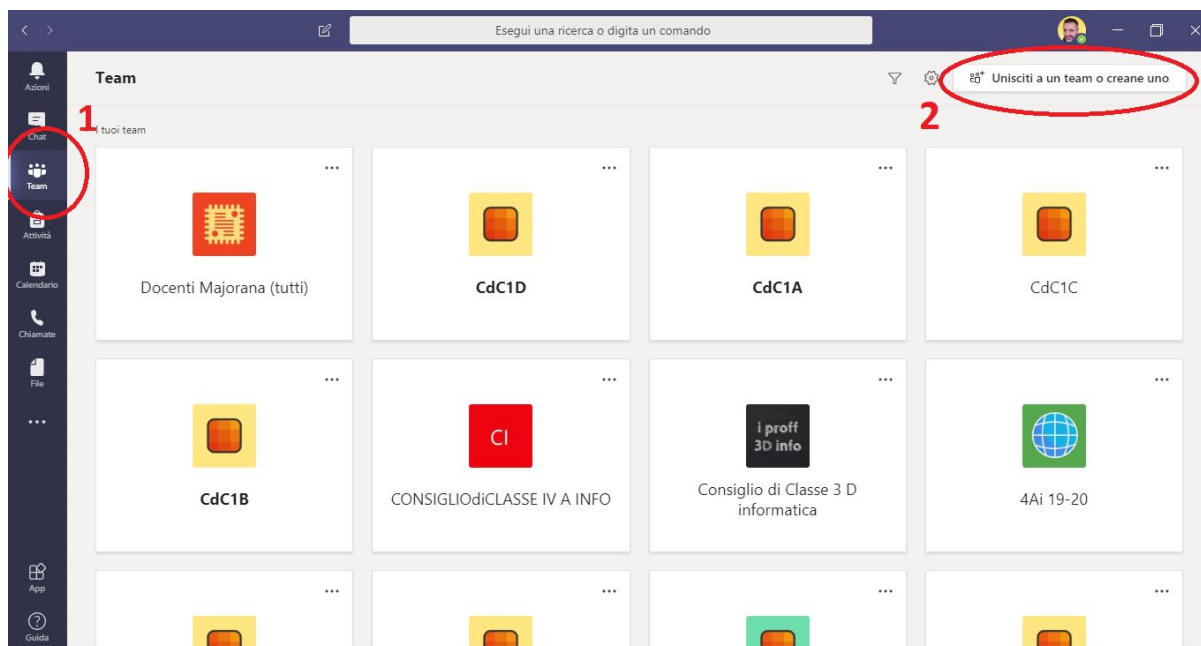 Esegui una ricerca o digita un comando
Azioni
Chat
Team
Attività
Calendario
Chiamate
File
App
Guida
Team
Unisciti a un team o creane uno
1
2
I tuoi team
Docenti Majorana (tutti)
CdC1D
CdC1A
CdC1C
CdC1B
CI
CONSIGLIOdiCLASSE IV A INFO
i proff
3D info
Consiglio di Classe 3 D
informatica
4Ai 19-20